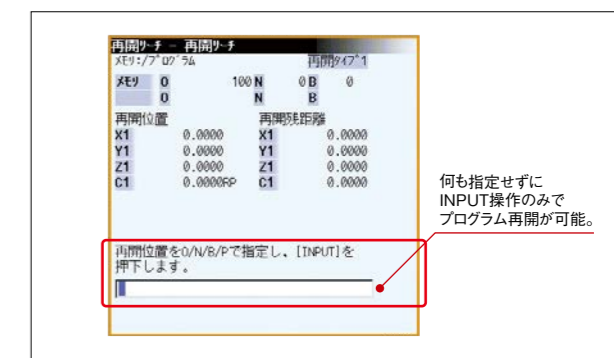 再開ｻｰﾁ - 再開ｻｰﾁ
ﾒﾓﾘ:/ﾌﾟﾛｸﾞﾗﾑ 再開ﾀｲﾌﾟ1
ﾒﾓﾘ O 100 N 0 B 0
O N B
再開位置 再開残距離
X1 0.0000 X1 0.0000
Y1 0.0000 Y1 0.0000
Z1 0.0000 Z1 0.0000
C1 0.0000RP C1 0.0000
何も指定せずに
INPUT操作のみで
プログラム再開が可能。
再開位置をO/N/B/Pで指定し、[INPUT]を
押下します。